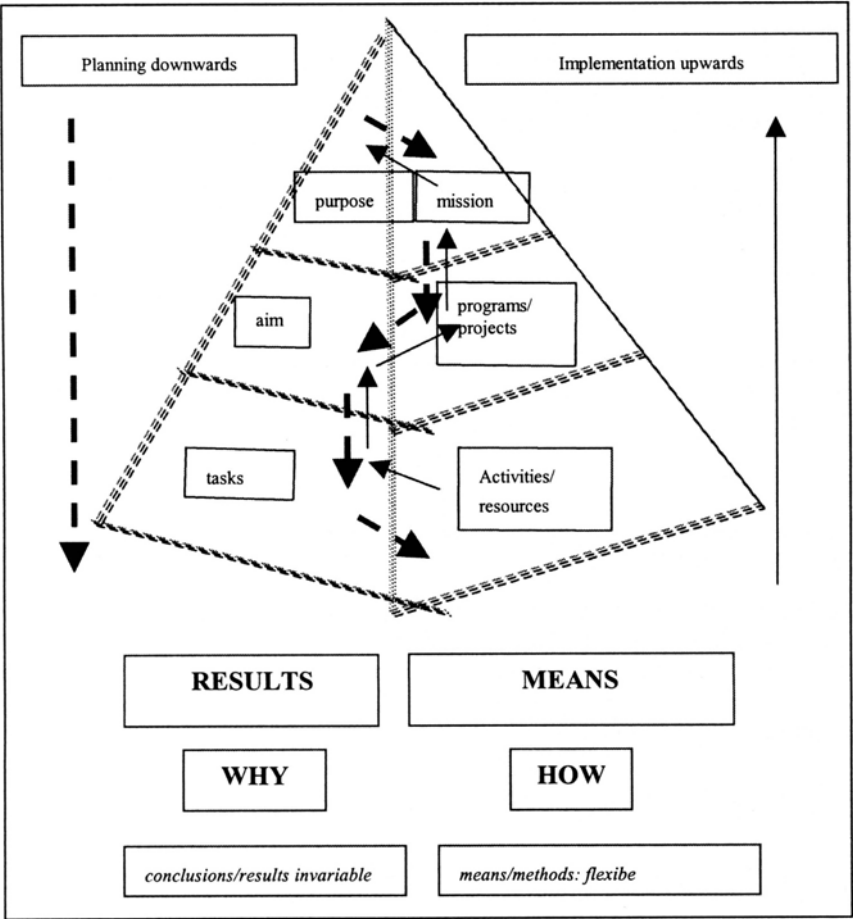 Planning downwards
Implementation upwards
purpose
mission
aim
programs/
projects
tasks
Activities/
resources
RESULTS
MEANS
WHY
HOW
conclusions/results invariable
means/methods: flexibe